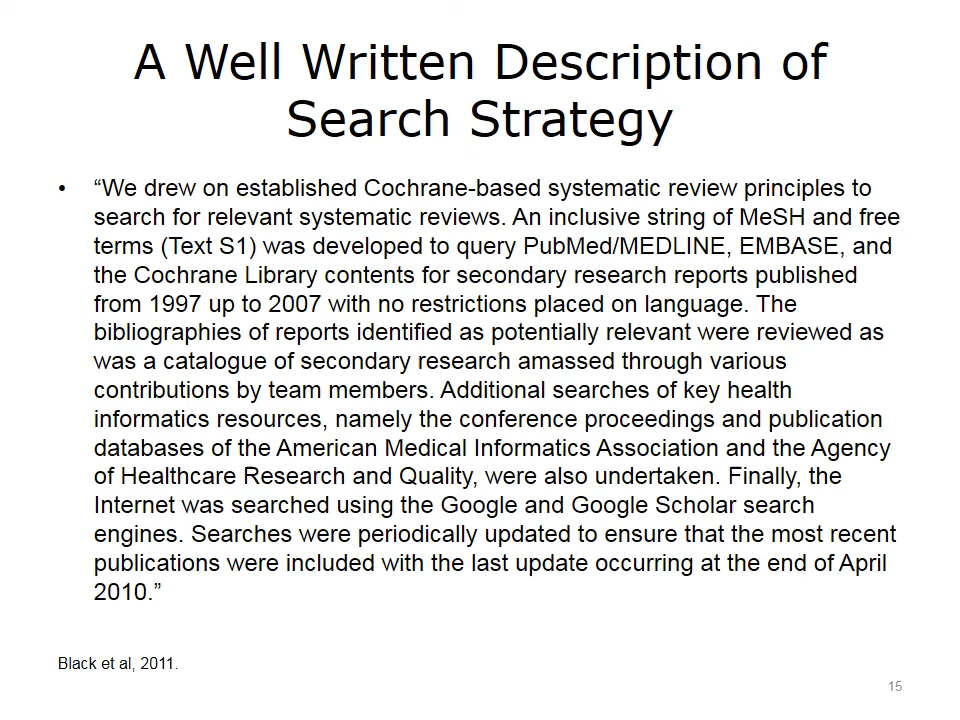 A Well Written Description of
Search Strategy
• “We drew on established Cochrane-based systematic review principles to
search for relevant systematic reviews. An inclusive string of MeSH and free
terms (Text S1) was developed to query PubMed/MEDLINE, EMBASE, and
the Cochrane Library contents for secondary research reports published
from 1997 up to 2007 with no restrictions placed on language. The
bibliographies of reports identified as potentially relevant were reviewed as
was a catalogue of secondary research amassed through various
contributions by team members. Additional searches of key health
informatics resources, namely the conference proceedings and publication
databases of the American Medical Informatics Association and the Agency
of Healthcare Research and Quality, were also undertaken. Finally, the
Internet was searched using the Google and Google Scholar search
engines. Searches were periodically updated to ensure that the most recent
publications were included with the last update occurring at the end of April
2010.”
Black et al, 2011.
15